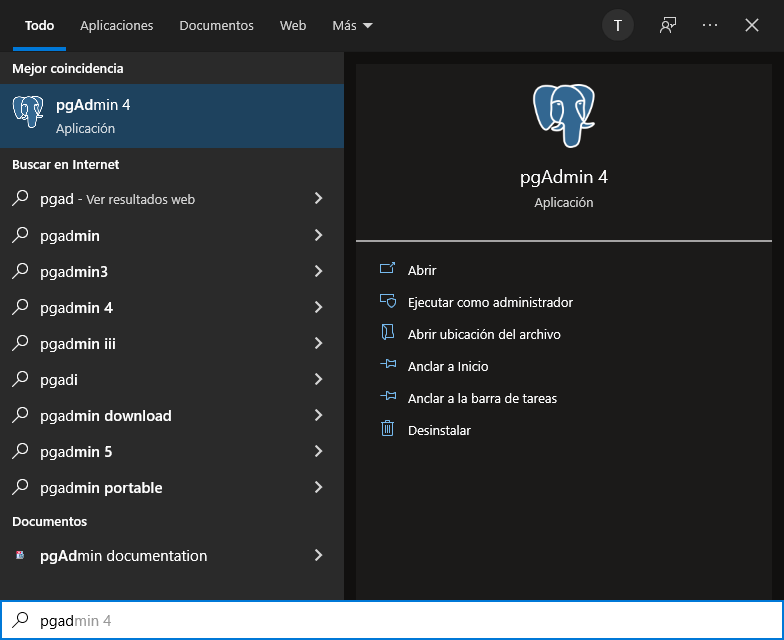 Todo Aplicaciones Documentos Web Más T
Mejor coincidencia
pgAdmin 4
Aplicación
Buscar en Internet
pgad - Ver resultados web
pgadmin
pgadmin3
pgadmin 4
pgadmin iii
pgadi
pgadmin download
pgadmin 5
pgadmin portable
Documentos
pgAdmin documentation
pgAdmin 4
Aplicación
Abrir
Ejecutar como administrador
Abrir ubicación del archivo
Anclar a Inicio
Anclar a la barra de tareas
Desinstalar
pgadmin 4